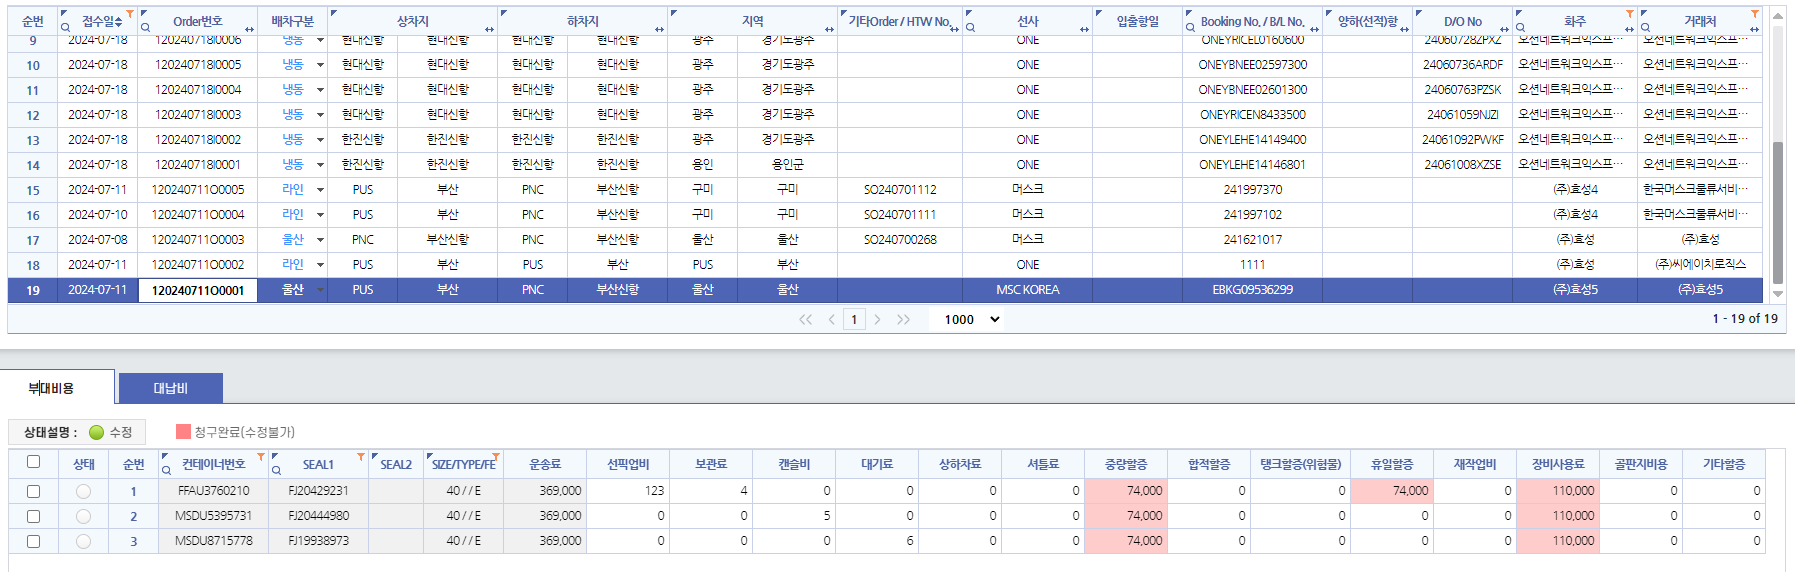 순번 접수일 Order번호 배차구분 상차지 하차지 지역 기타Order / HTW No. 선사 입출항일 Booking No. / B/L No. 양하(선적)항 D/O No 화주 거래처
9 2024-07-18 120240718I0006 냉동 현대신항 현대신항 현대신항 현대신항 광주 경기도광주 ONE ONEYRICEL0160600 24060728ZPXZ 오션네트워크익스프… 오션네트워크익스프…
10 2024-07-18 120240718I0005 냉동 현대신항 현대신항 현대신항 현대신항 광주 경기도광주 ONE ONEYBNEE02597300 24060736ARDF 오션네트워크익스프… 오션네트워크익스프…
11 2024-07-18 120240718I0004 냉동 현대신항 현대신항 현대신항 현대신항 광주 경기도광주 ONE ONEYBNEE02601300 24060763PZSK 오션네트워크익스프… 오션네트워크익스프…
12 2024-07-18 120240718I0003 냉동 현대신항 현대신항 현대신항 현대신항 광주 경기도광주 ONE ONEYRICEN8433500 24061059NJZI 오션네트워크익스프… 오션네트워크익스프…
13 2024-07-18 120240718I0002 냉동 한진신항 한진신항 한진신항 한진신항 광주 경기도광주 ONE ONEYLEHE14149400 24061092PWKF 오션네트워크익스프… 오션네트워크익스프…
14 2024-07-18 120240718I0001 냉동 한진신항 한진신항 한진신항 한진신항 용인 용인군 ONE ONEYLEHE14146801 24061008XZSE 오션네트워크익스프… 오션네트워크익스프…
15 2024-07-11 120240711O0005 라인 PUS 부산 PNC 부산신항 구미 구미 SO240701112 머스크 241997370 (주)효성4 한국머스크물류서비…
16 2024-07-10 120240711O0004 라인 PUS 부산 PNC 부산신항 구미 구미 SO240701111 머스크 241997102 (주)효성4 한국머스크물류서비…
17 2024-07-08 120240711O0003 울산 PNC 부산신항 PNC 부산신항 울산 울산 SO240700268 머스크 241621017 (주)효성 (주)효성
18 2024-07-11 120240711O0002 라인 PUS 부산 PUS 부산 PUS 부산 ONE 1111 (주)효성 (주)씨에이치로직스
19 2024-07-11 120240711O0001 울산 PUS 부산 PNC 부산신항 울산 울산 MSC KOREA EBKG09536299 (주)효성5 (주)효성5
1 1000 1 - 19 of 19
부대비용 대납비
상태설명 : 수정 청구완료(수정불가)
상태 순번 컨테이너번호 SEAL1 SEAL2 SIZE/TYPE/FE 운송료 선픽업비 보관료 캔슬비 대기료 상하차료 셔틀료 중량할증 합적할증 탱크할증(위험물) 휴일할증 재작업비 장비사용료 골판지비용 기타할증
1 FFAU3760210 FJ20429231 40 / / E 369,000 123 4 0 0 0 0 74,000 0 0 74,000 0 110,000 0 0
2 MSDU5395731 FJ20444980 40 / / E 369,000 0 0 5 0 0 0 74,000 0 0 0 0 110,000 0 0
3 MSDU8715778 FJ19938973 40 / / E 369,000 0 0 0 6 0 0 74,000 0 0 0 0 110,000 0 0